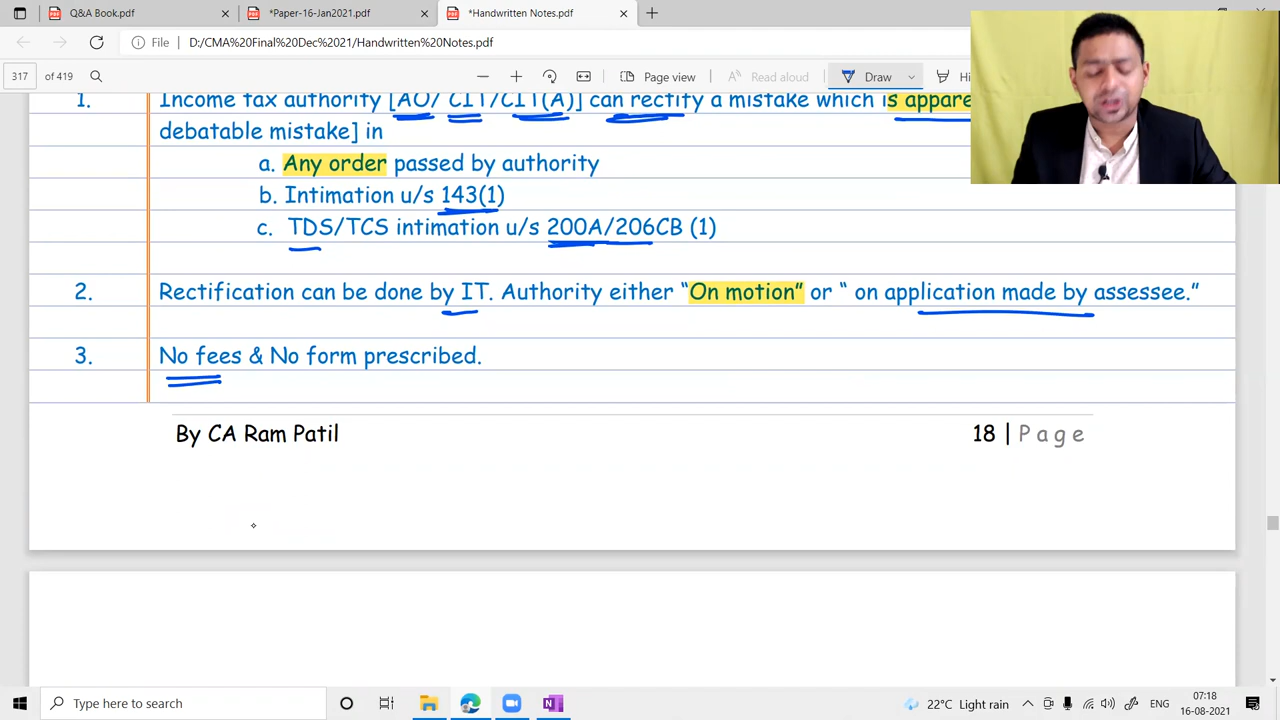 Q&A Book.pdf
*Paper-16-Jan2021.pdf
*Handwritten Notes.pdf
File D:/CMA%20Final%20Dec%2021/Handwritten%20Notes.pdf
317 of 419
Page view
Read aloud
Draw
Hi
1. Income tax authority [AO/ CIT/CIT(A)] can rectify a mistake which is appare
debatable mistake] in
a. Any order passed by authority
b. Intimation u/s 143(1)
c. TDS/TCS intimation u/s 200A/206CB (1)
2. Rectification can be done by IT. Authority either “On motion” or “ on application made by assessee.”
3. No fees & No form prescribed.
By CA Ram Patil
18 | Page
Type here to search
22°C Light rain
ENG
07:18
16-08-2021